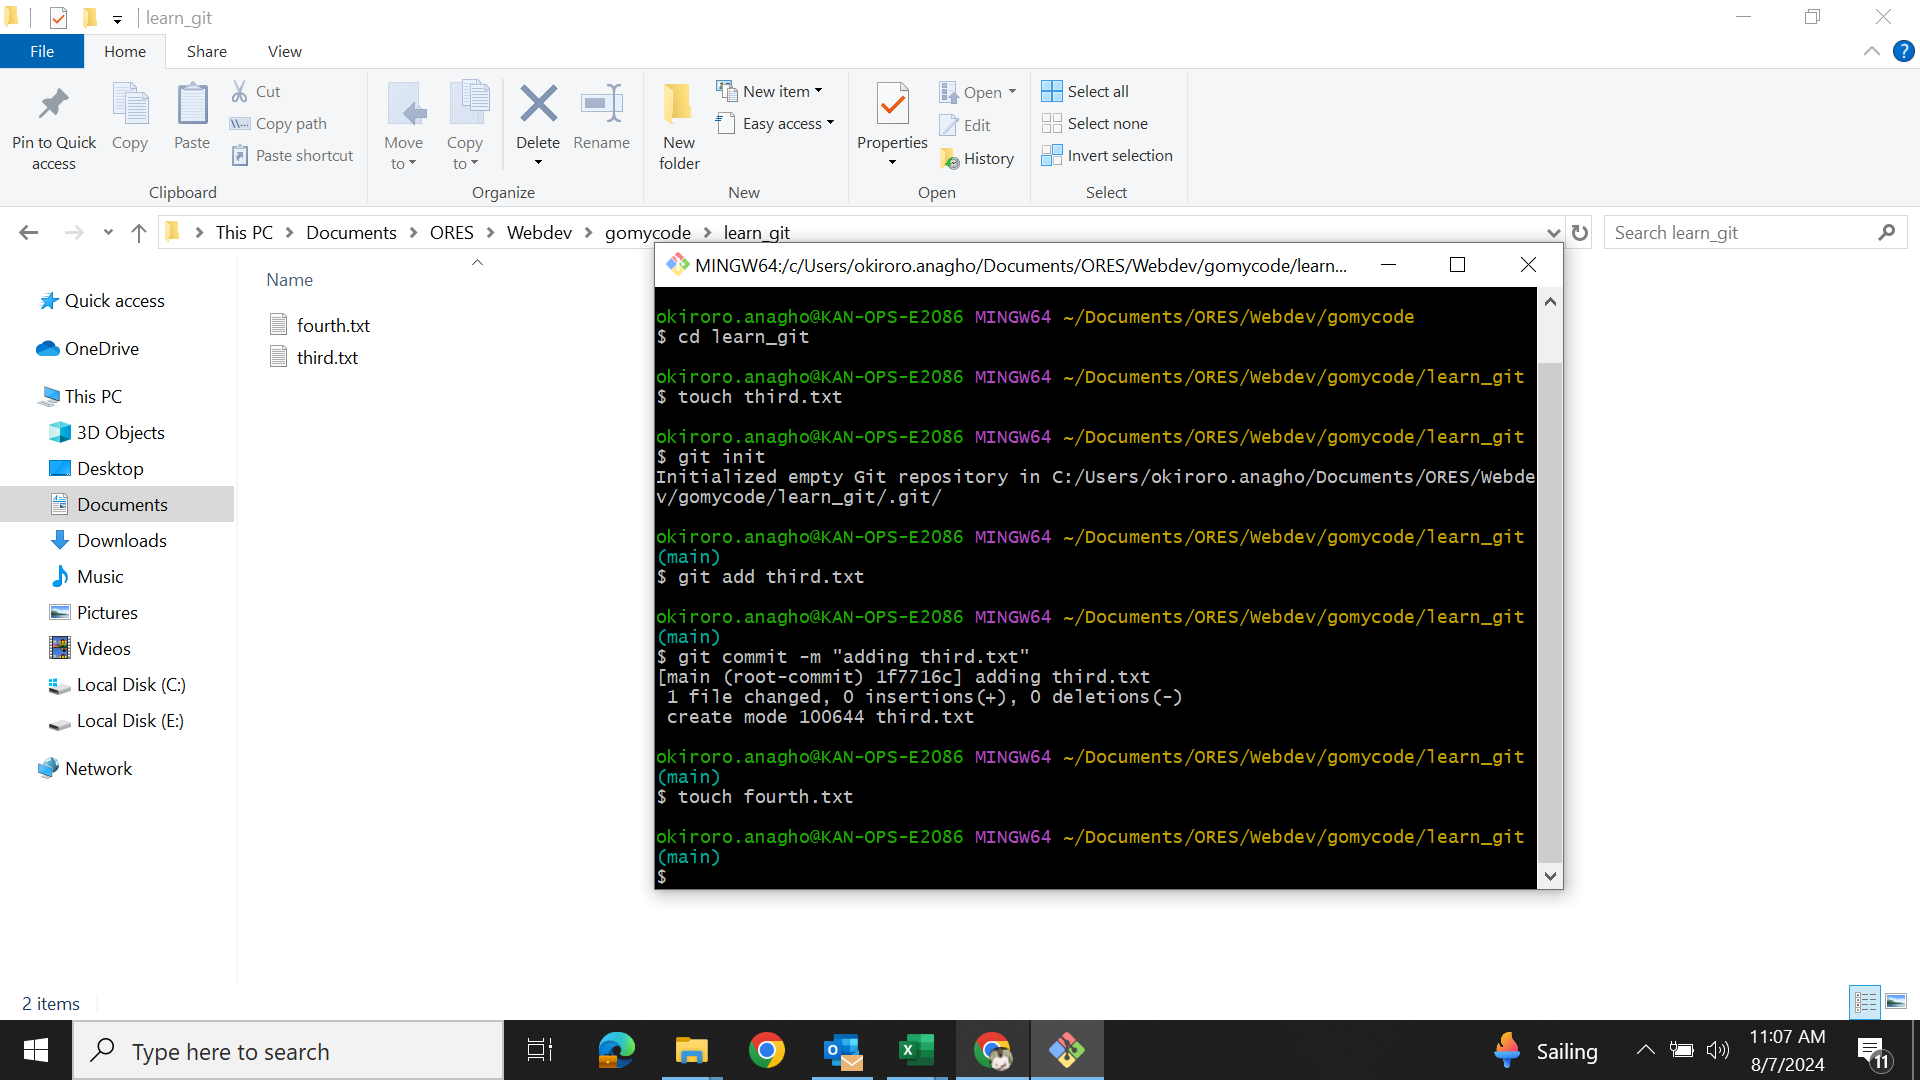 learn_git
File
Home
Share
View
Pin to Quick access
Copy
Paste
Cut
Copy path
Paste shortcut
Clipboard
Move to
Copy to
Delete
Rename
Organize
New folder
New item
Easy access
New
Properties
Open
Edit
History
Open
Select all
Select none
Invert selection
Select
This PC > Documents > ORES > Webdev > gomycode > learn_git
Search learn_git
Quick access
OneDrive
This PC
3D Objects
Desktop
Documents
Downloads
Music
Pictures
Videos
Local Disk (C:)
Local Disk (E:)
Network
Name
fourth.txt
third.txt
MINGW64:/c/Users/okiroro.anagho/Documents/ORES/Webdev/gomycode/learn...
okiroro.anagho@KAN-OPS-E2086 MINGW64 ~/Documents/ORES/Webdev/gomycode
$ cd learn_git
okiroro.anagho@KAN-OPS-E2086 MINGW64 ~/Documents/ORES/Webdev/gomycode/learn_git
$ touch third.txt
okiroro.anagho@KAN-OPS-E2086 MINGW64 ~/Documents/ORES/Webdev/gomycode/learn_git
$ git init
Initialized empty Git repository in C:/Users/okiroro.anagho/Documents/ORES/Webde
v/gomycode/learn_git/.git/
okiroro.anagho@KAN-OPS-E2086 MINGW64 ~/Documents/ORES/Webdev/gomycode/learn_git
(main)
$ git add third.txt
okiroro.anagho@KAN-OPS-E2086 MINGW64 ~/Documents/ORES/Webdev/gomycode/learn_git
(main)
$ git commit -m "adding third.txt"
[main (root-commit) 1f7716c] adding third.txt
1 file changed, 0 insertions(+), 0 deletions(-)
create mode 100644 third.txt
okiroro.anagho@KAN-OPS-E2086 MINGW64 ~/Documents/ORES/Webdev/gomycode/learn_git
(main)
$ touch fourth.txt
okiroro.anagho@KAN-OPS-E2086 MINGW64 ~/Documents/ORES/Webdev/gomycode/learn_git
(main)
$
2 items
Type here to search
Sailing
11:07 AM
8/7/2024
11